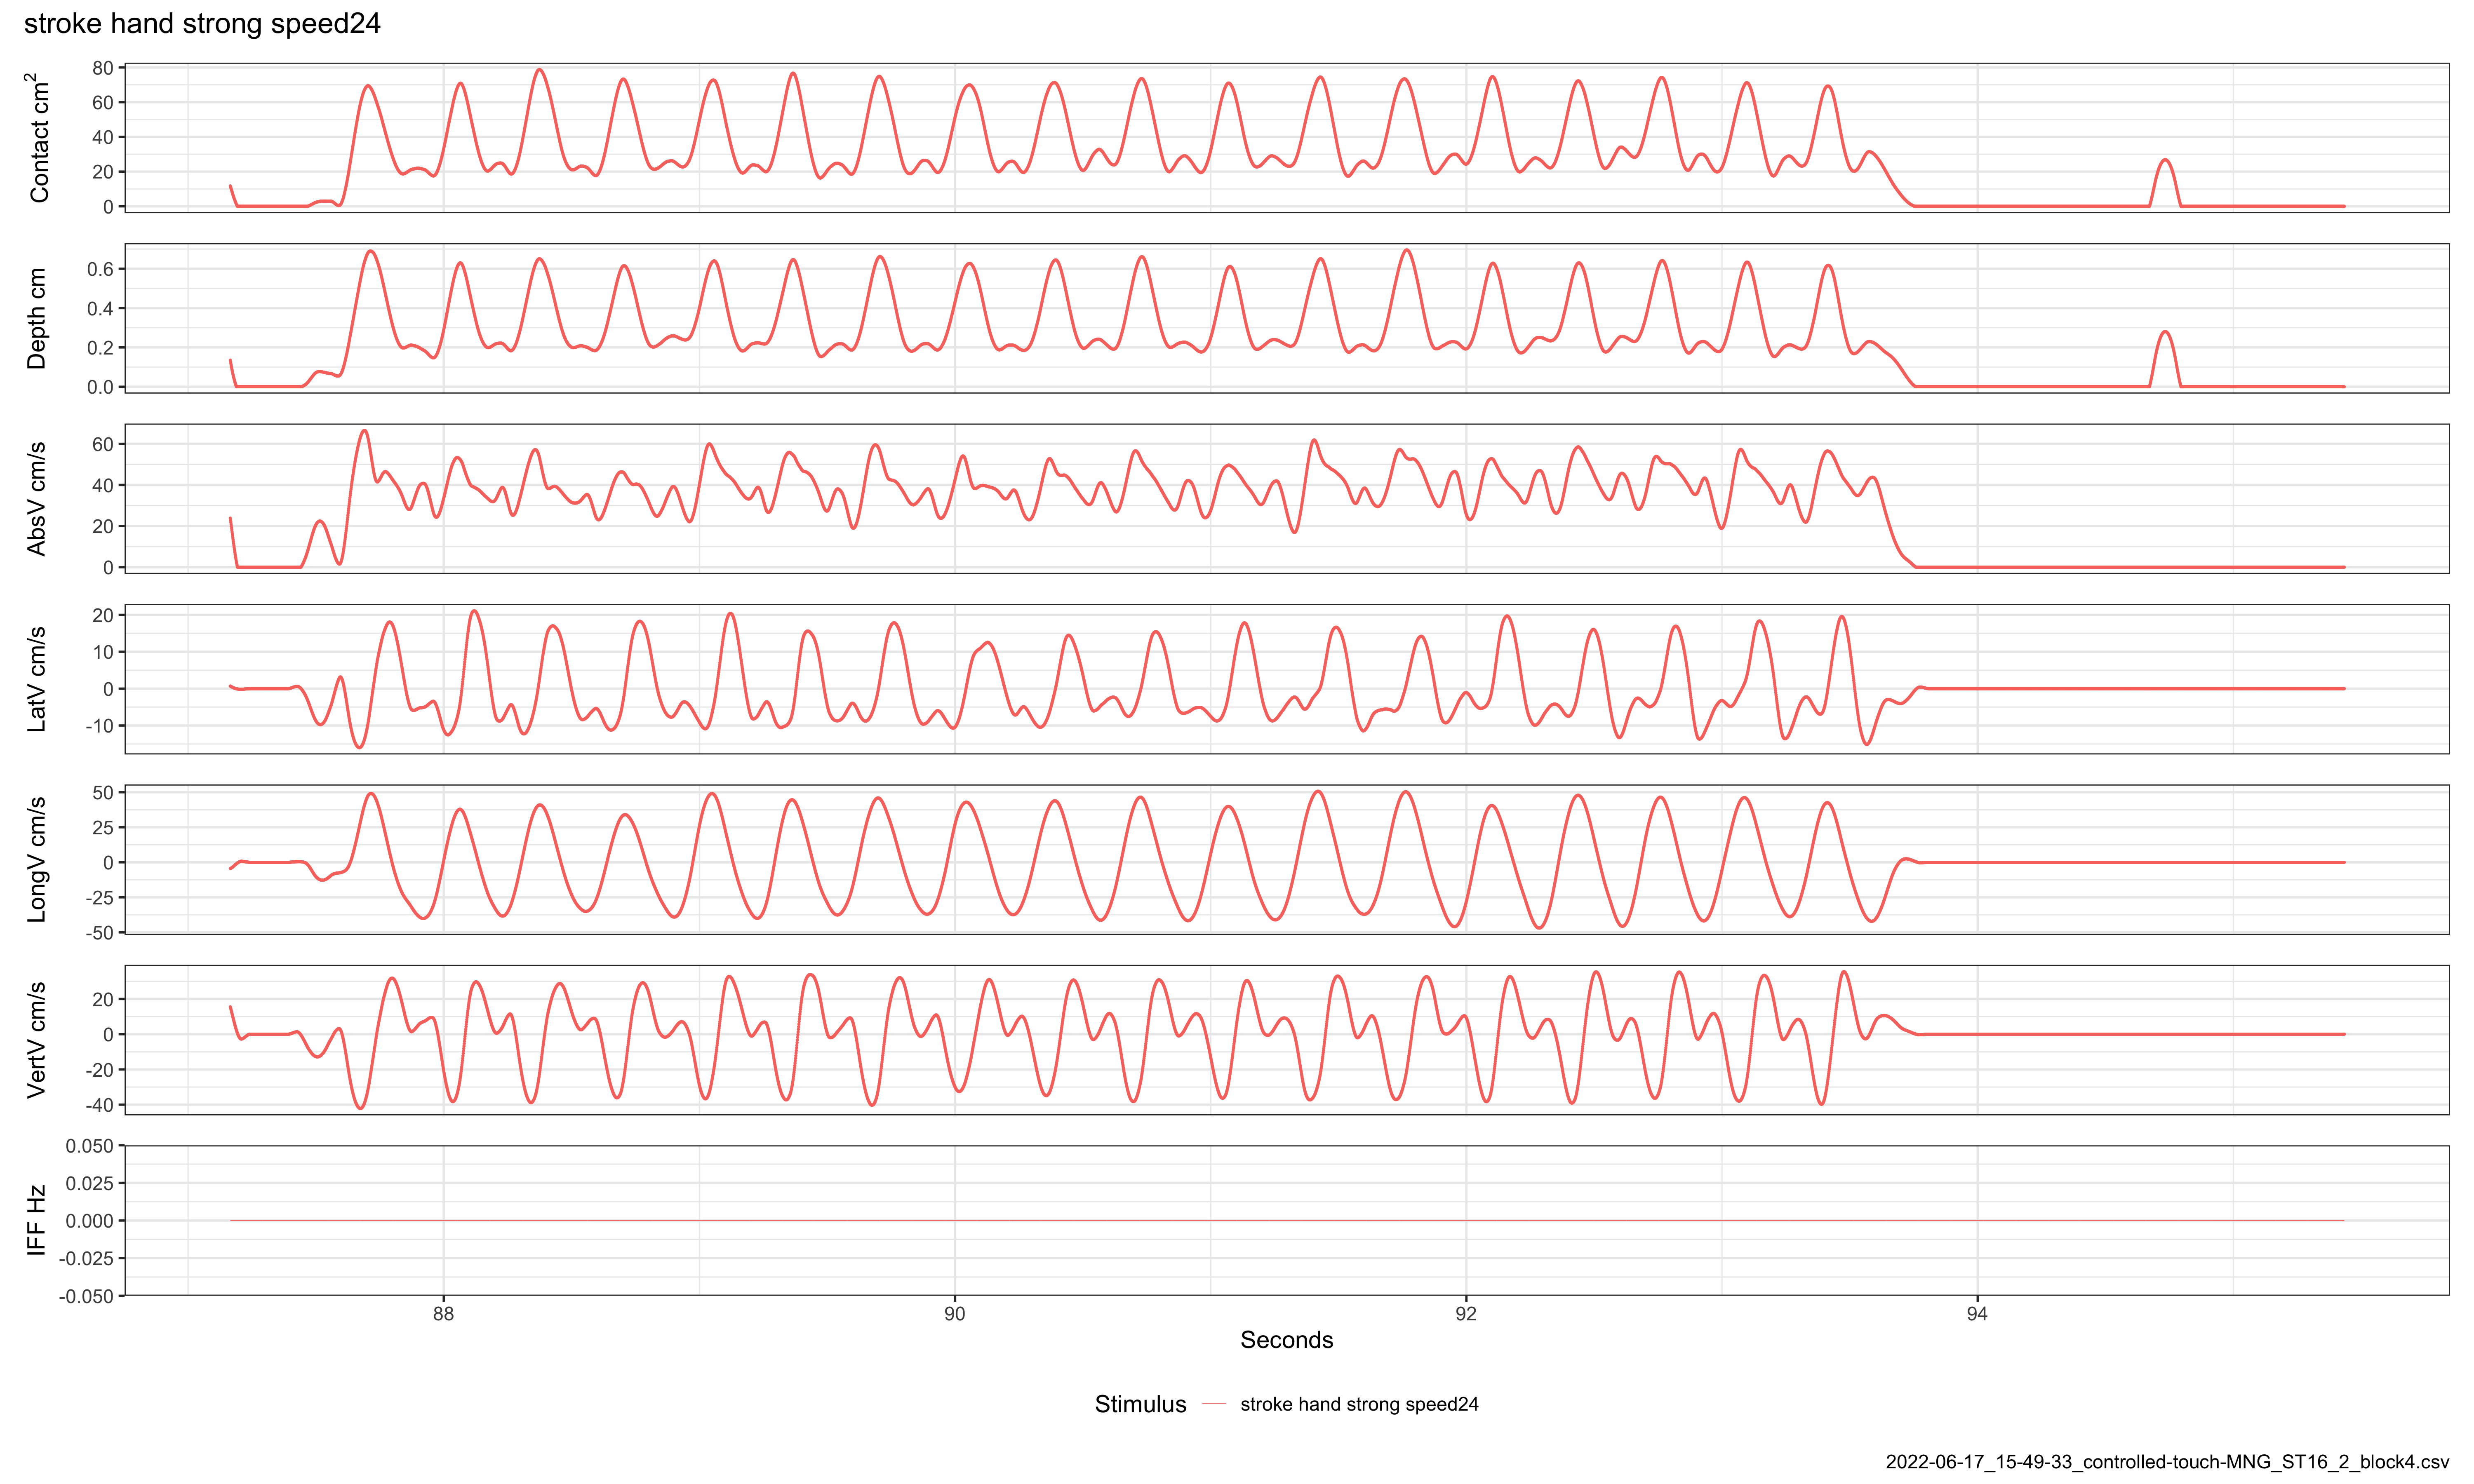 stroke hand strong speed24
Contact cm²
80
60
40
20
0
Depth cm
0.6
0.4
0.2
0.0
AbsV cm/s
60
40
20
0
LatV cm/s
20
10
0
-10
LongV cm/s
50
25
0
-25
-50
VertV cm/s
20
0
-20
-40
IFF Hz
0.050
0.025
0.000
-0.025
-0.050
88 90 92 94
Seconds
Stimulus stroke hand strong speed24
2022-06-17_15-49-33_controlled-touch-MNG_ST16_2_block4.csv